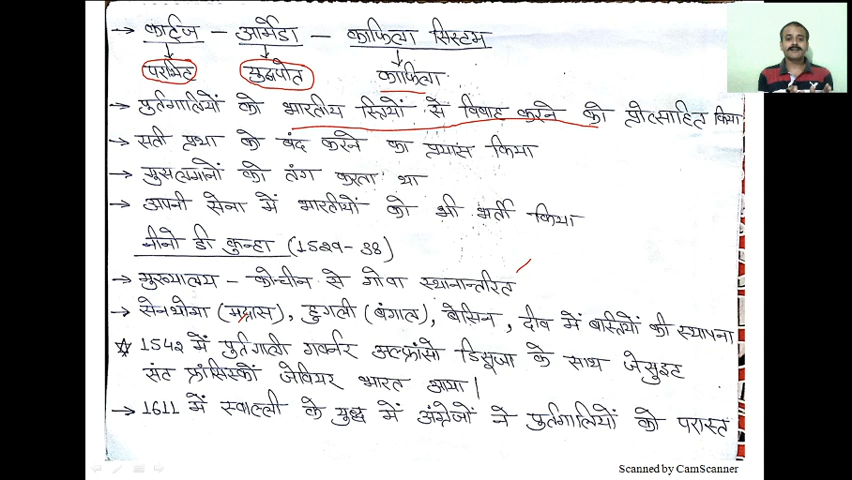 → कार्ट्ज - आर्मेडा - काफिला सिस्टम
परमिट युद्धपोत काफिला
→ पुर्तगालियों को भारतीय स्त्रियों से विवाह करने को प्रोत्साहित किया
→ सती प्रथा को बंद करने का प्रयास किया
→ मुसलमानों को तंग करता था
→ अपनी सेना में भारतीयों को भी भर्ती किया
नीनो डी कुन्हा (1529-38)
→ मुख्यालय - कोचीन से गोवा स्थानान्तरित
→ सेनथोमा (मद्रास), हुगली (बंगाल), बेसिन, दीव में बस्तियों की स्थापना
☆ 1542 में पुर्तगाली गवर्नर अल्फ्रांसो डिसूजा के साथ जेसुइट
संत फ्रांसिस्कों जेवियर भारत आया।
→ 1611 में स्वाल्ली के युद्ध में अंग्रेजों ने पुर्तगालियों को परास्त
Scanned by CamScanner